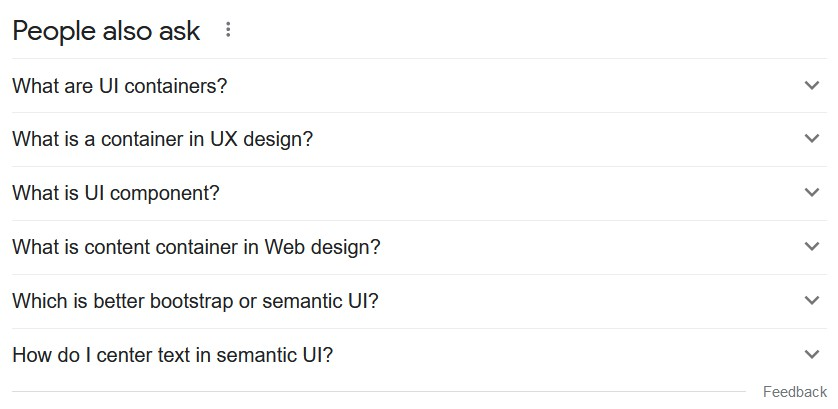 People also ask
What are UI containers?
What is a container in UX design?
What is UI component?
What is content container in Web design?
Which is better bootstrap or semantic UI?
How do I center text in semantic UI?
Feedback